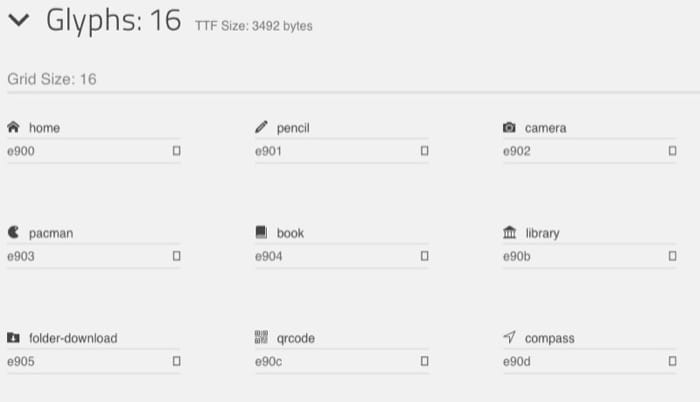 Glyphs: 16 TTF Size: 3492 bytes
Grid Size: 16
home pencil camera
e900 e901 e902
pacman book library
e903 e904 e90b
folder-download qrcode compass
e905 e90c e90d